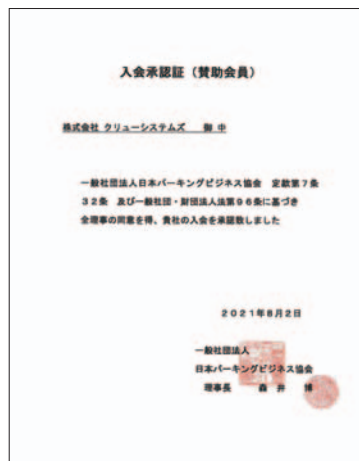 入会承認証（賛助会員）
株式会社 クリューシステムズ 御中
一般社団法人日本パーキングビジネス協会 定款第7条
32条 及び一般社団・財団法人法第96条に基づき
全理事の同意を得、貴社の入会を承認致しました
2021年8月2日
一般社団法人
日本パーキングビジネス協会
理事長 森井 博